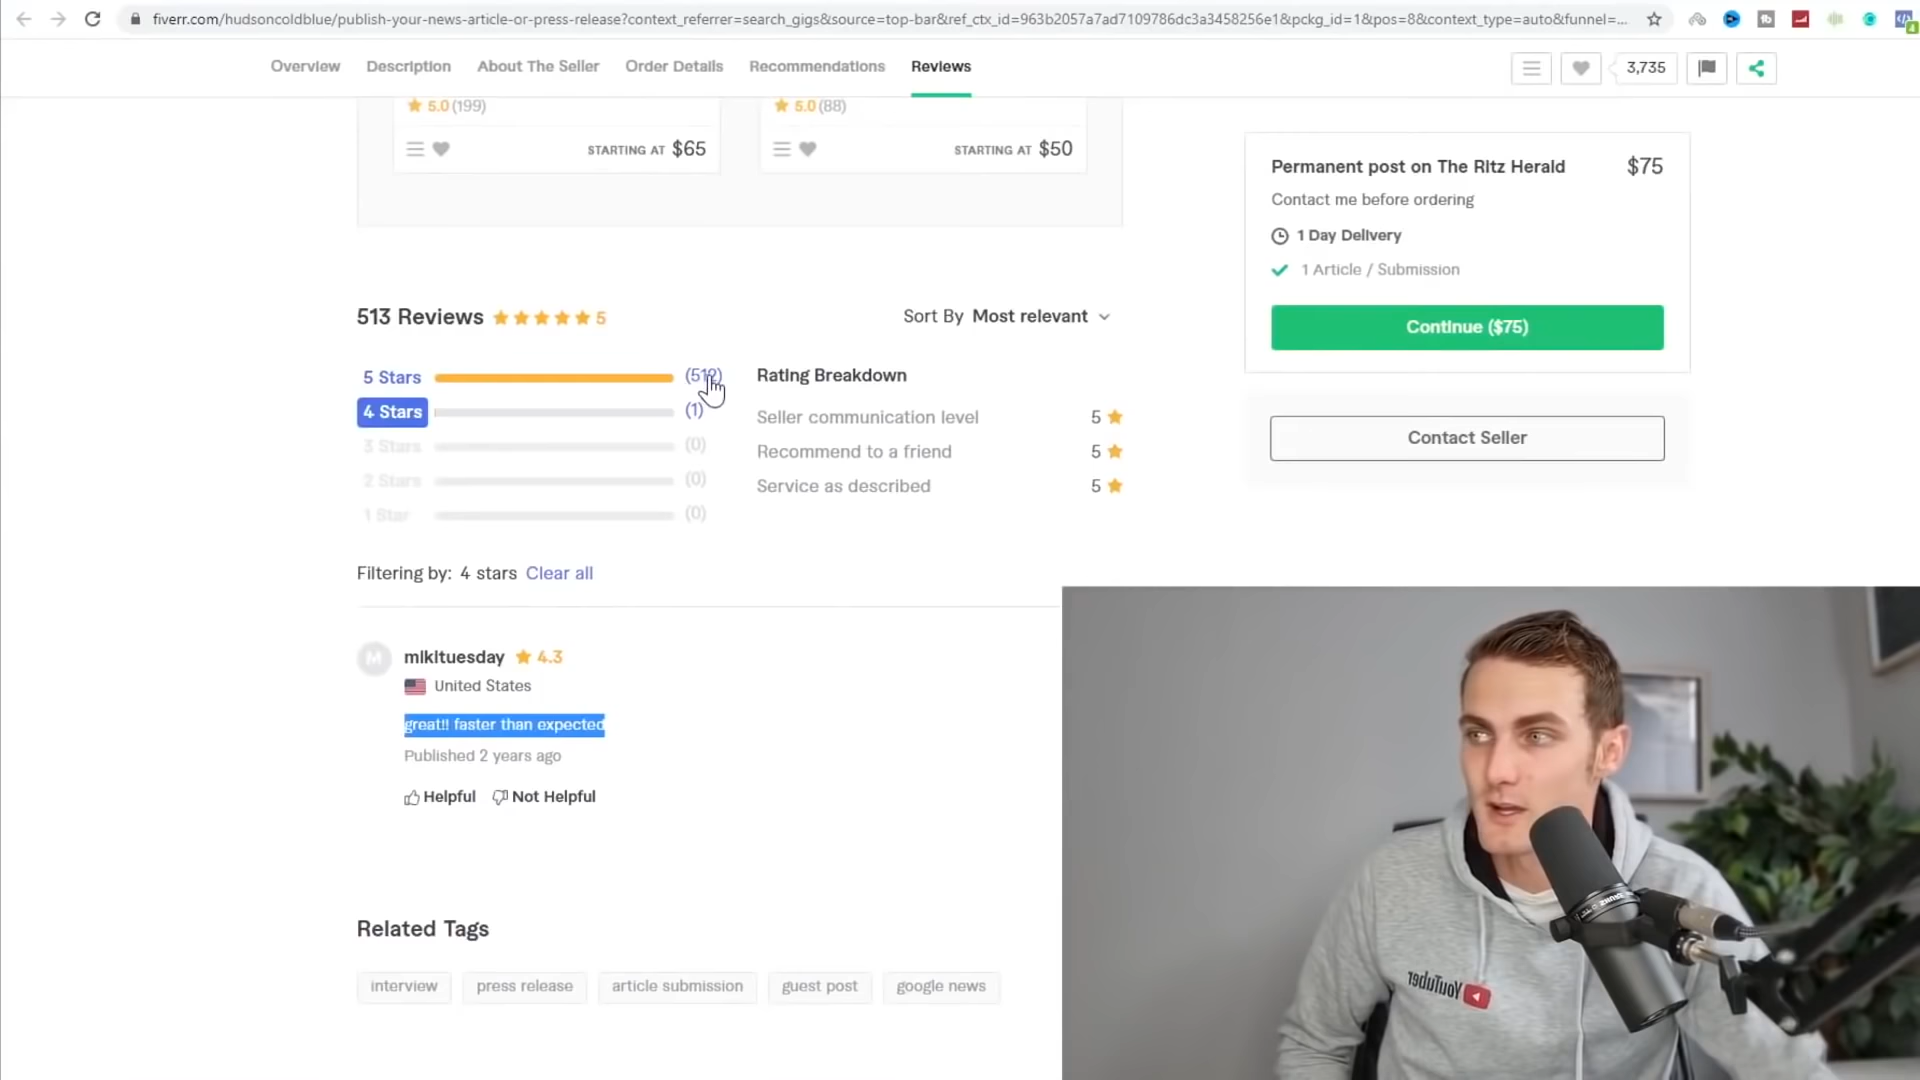 fiverr.com/hudsoncoldblue/publish-your-news-article-or-press-release?context_referrer=search_gigs&source=top-bar&ref_ctx_id=963b2057a7ad7109786dc3a3458256e1&pckg_id=1&pos=8&context_type=auto&funnel=...
4
Overview Description About The Seller Order Details Recommendations Reviews 3,735
5.0 (199) 5.0 (88)
STARTING AT $65 STARTING AT $50
Permanent post on The Ritz Herald $75
Contact me before ordering
1 Day Delivery
1 Article / Submission
Continue ($75)
Contact Seller
513 Reviews 5
Sort By Most relevant
5 Stars (512)
4 Stars (1)
3 Stars (0)
2 Stars (0)
1 Star (0)
Rating Breakdown
Seller communication level 5
Recommend to a friend 5
Service as described 5
Filtering by: 4 stars Clear all
M
mikituesday 4.3
United States
great!! faster than expected
Published 2 years ago
Helpful Not Helpful
Related Tags
interview press release article submission guest post google news
YouTuber